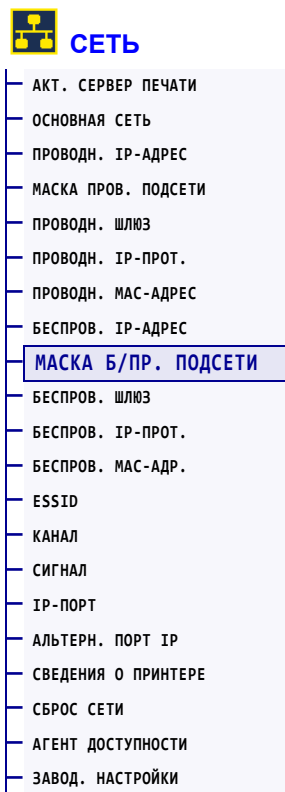 СЕТЬ
АКТ. СЕРВЕР ПЕЧАТИ
ОСНОВНАЯ СЕТЬ
ПРОВОДН. IP-АДРЕС
МАСКА ПРОВ. ПОДСЕТИ
ПРОВОДН. ШЛЮЗ
ПРОВОДН. IP-ПРОТ.
ПРОВОДН. MAC-АДРЕС
БЕСПРОВ. IP-АДРЕС
МАСКА Б/ПР. ПОДСЕТИ
БЕСПРОВ. ШЛЮЗ
БЕСПРОВ. IP-ПРОТ.
БЕСПРОВ. MAC-АДР.
ESSID
КАНАЛ
СИГНАЛ
IP-ПОРТ
АЛЬТЕРН. ПОРТ IP
СВЕДЕНИЯ О ПРИНТЕРЕ
СБРОС СЕТИ
АГЕНТ ДОСТУПНОСТИ
ЗАВОД. НАСТРОЙКИ